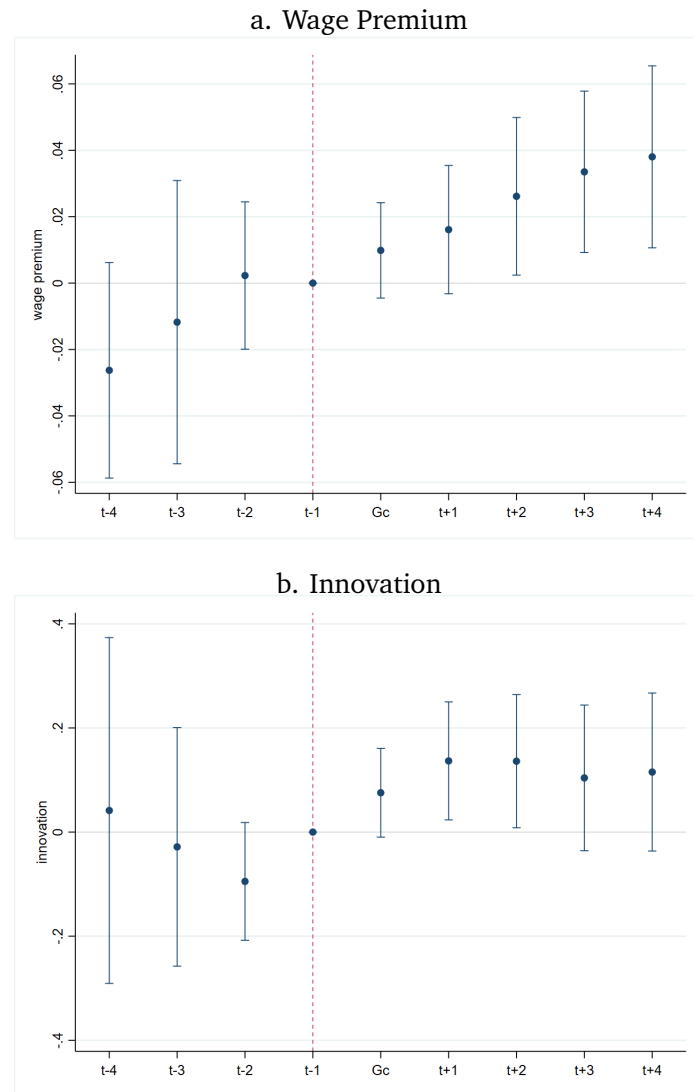 a. Wage Premium
wage premium
.06
.04
.02
0
-.02
-.04
-.06
t-4 t-3 t-2 t-1 Gc t+1 t+2 t+3 t+4
b. Innovation
innovation
.4
.2
0
-.2
-.4
t-4 t-3 t-2 t-1 Gc t+1 t+2 t+3 t+4